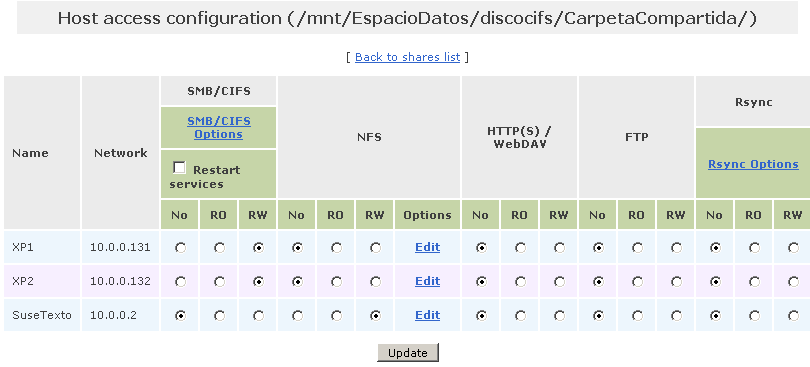 Host access configuration (/mnt/EspacioDatos/discocifs/CarpetaCompartida/)
[ Back to shares list ]
Name Network SMB/CIFS NFS HTTP(S) / WebDAV FTP Rsync
SMB/CIFS Options
Rsync Options
Restart services
No RO RW No RO RW Options No RO RW No RO RW No RO RW
XP1 10.0.0.131 Edit
XP2 10.0.0.132 Edit
SuseTexto 10.0.0.2 Edit
Update